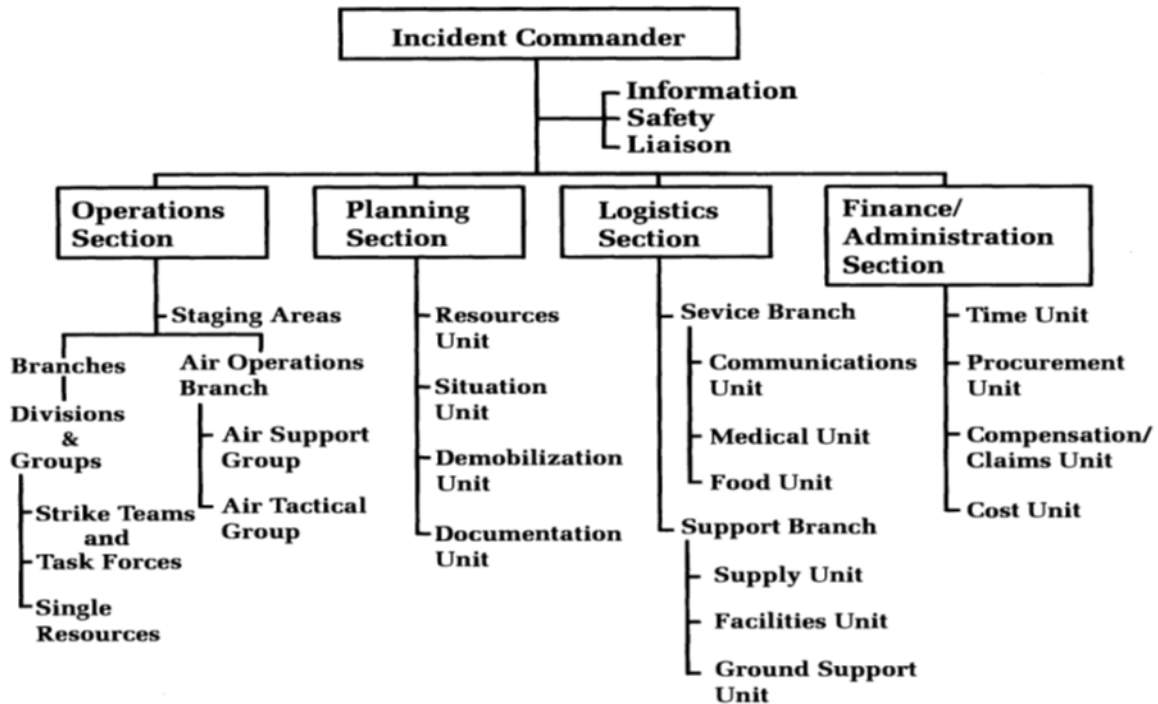 Incident Commander
Information
Safety
Liaison
Operations
Section
Planning
Section
Logistics
Section
Finance/
Administration
Section
Staging Areas
Branches
Divisions
&
Groups
Strike Teams
and
Task Forces
Single
Resources
Air Operations
Branch
Air Support
Group
Air Tactical
Group
Resources
Unit
Situation
Unit
Demobilization
Unit
Documentation
Unit
Sevice Branch
Communications
Unit
Medical Unit
Food Unit
Support Branch
Supply Unit
Facilities Unit
Ground Support
Unit
Time Unit
Procurement
Unit
Compensation/
Claims Unit
Cost Unit